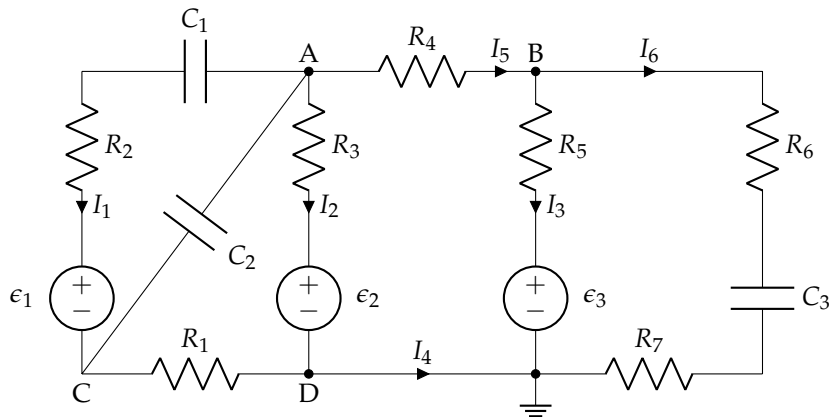 C₁
A
R₄
I₅
B
I₆
R₂
R₃
R₅
R₆
I₁
I₂
I₃
C₂
ϵ₁
+
−
ϵ₂
+
−
ϵ₃
+
−
C₃
R₁
I₄
R₇
C
D